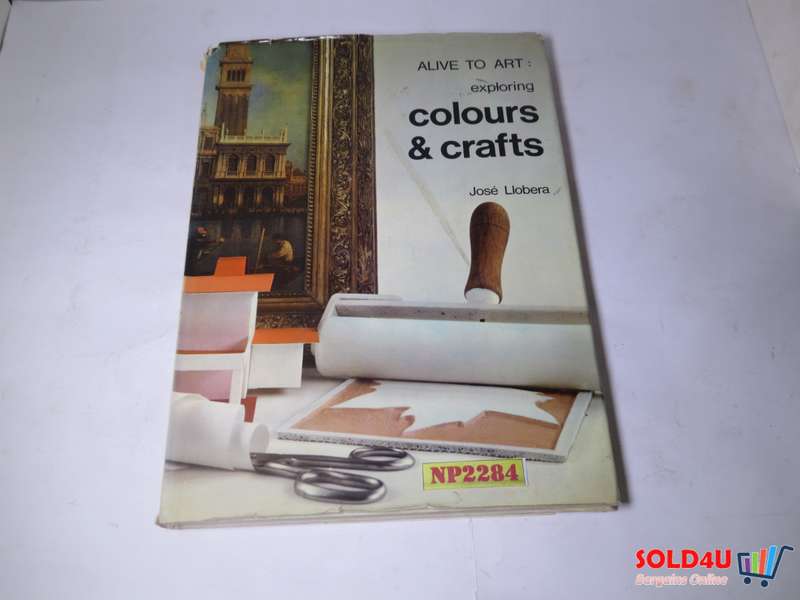 ALIVE TO ART:
exploring
colours
& crafts
José Llobera
NP2284
SOLD4U
Bargains Online